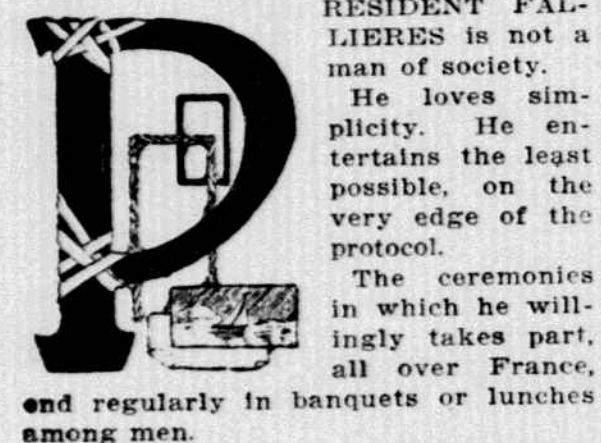 PRESIDENT FAL-
LIERES is not a
man of society.
He loves sim-
plicity. He en-
tertains the least
possible, on the
very edge of the
protocol.
The ceremonies
in which he will-
ingly takes part,
all over France,
end regularly in banquets or lunches
among men.